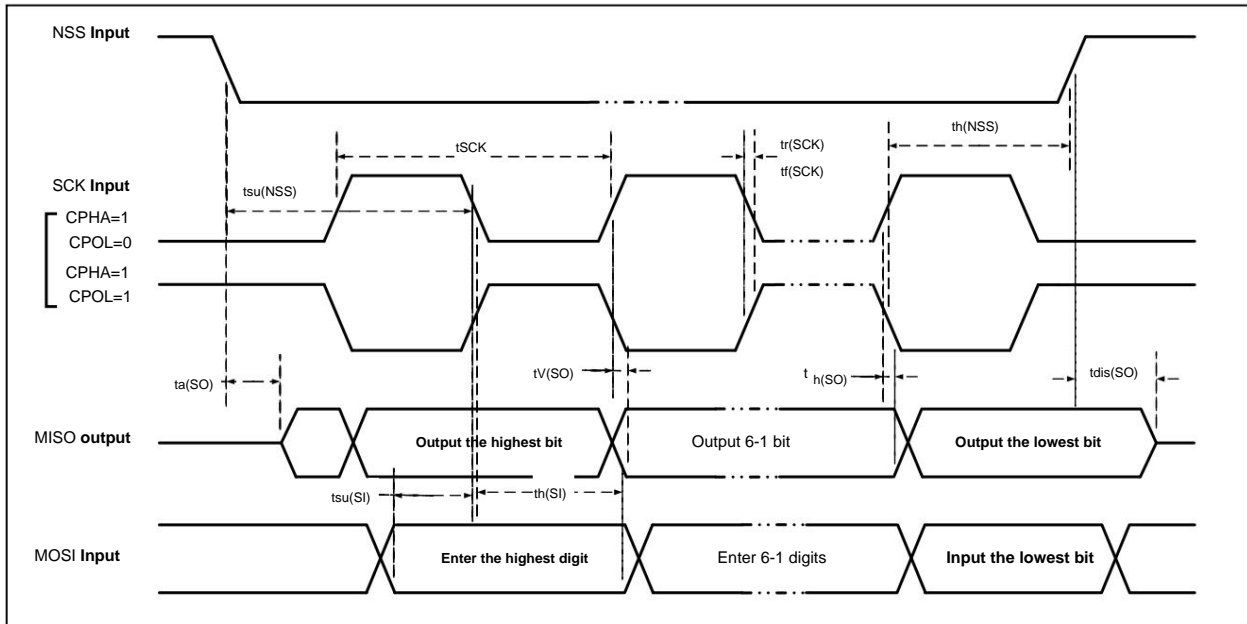 NSS Input
th(NSS)
tSCK
tr(SCK)
tf(SCK)
SCK Input
tsu(NSS)
CPHA=1
CPOL=0
CPHA=1
CPOL=1
ta(SO)
tV(SO)
t h(SO)
tdis(SO)
MISO output
Output the highest bit
Output 6-1 bit
Output the lowest bit
tsu(SI)
th(SI)
MOSI Input
Enter the highest digit
Enter 6-1 digits
Input the lowest bit